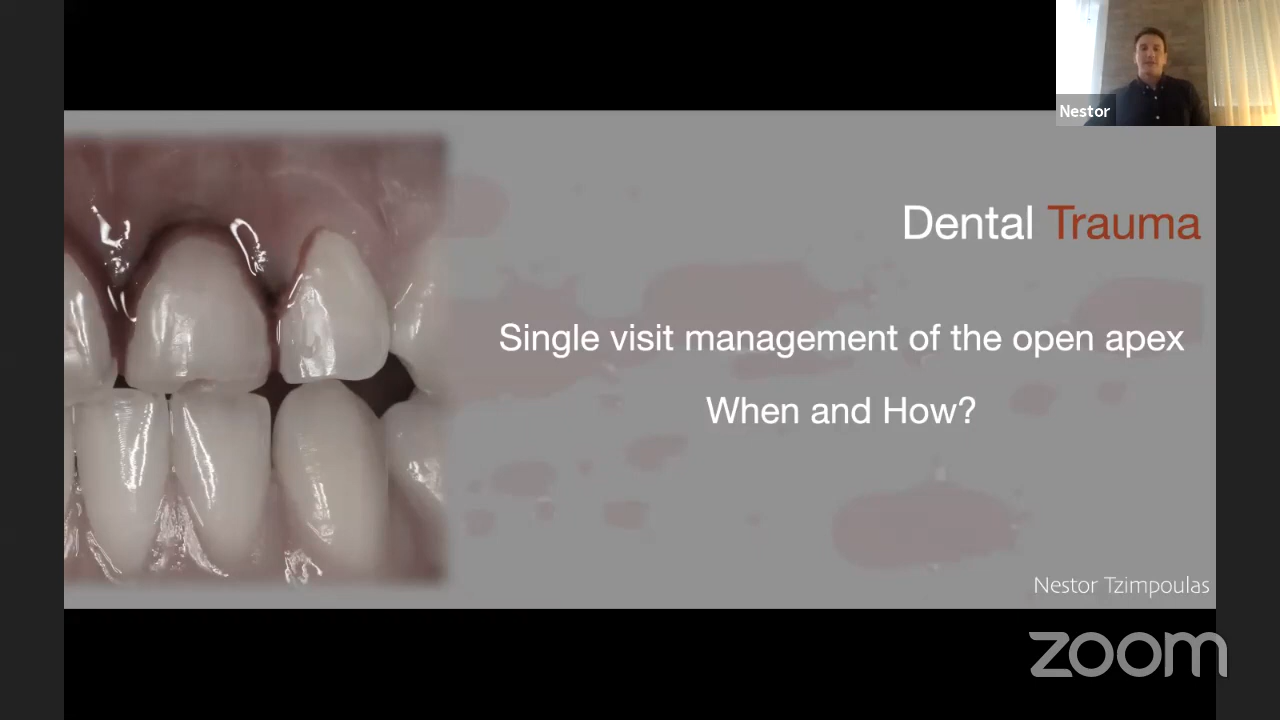 Nestor
Dental Trauma
Single visit management of the open apex
When and How?
Nestor Tzimpoulas
zoom